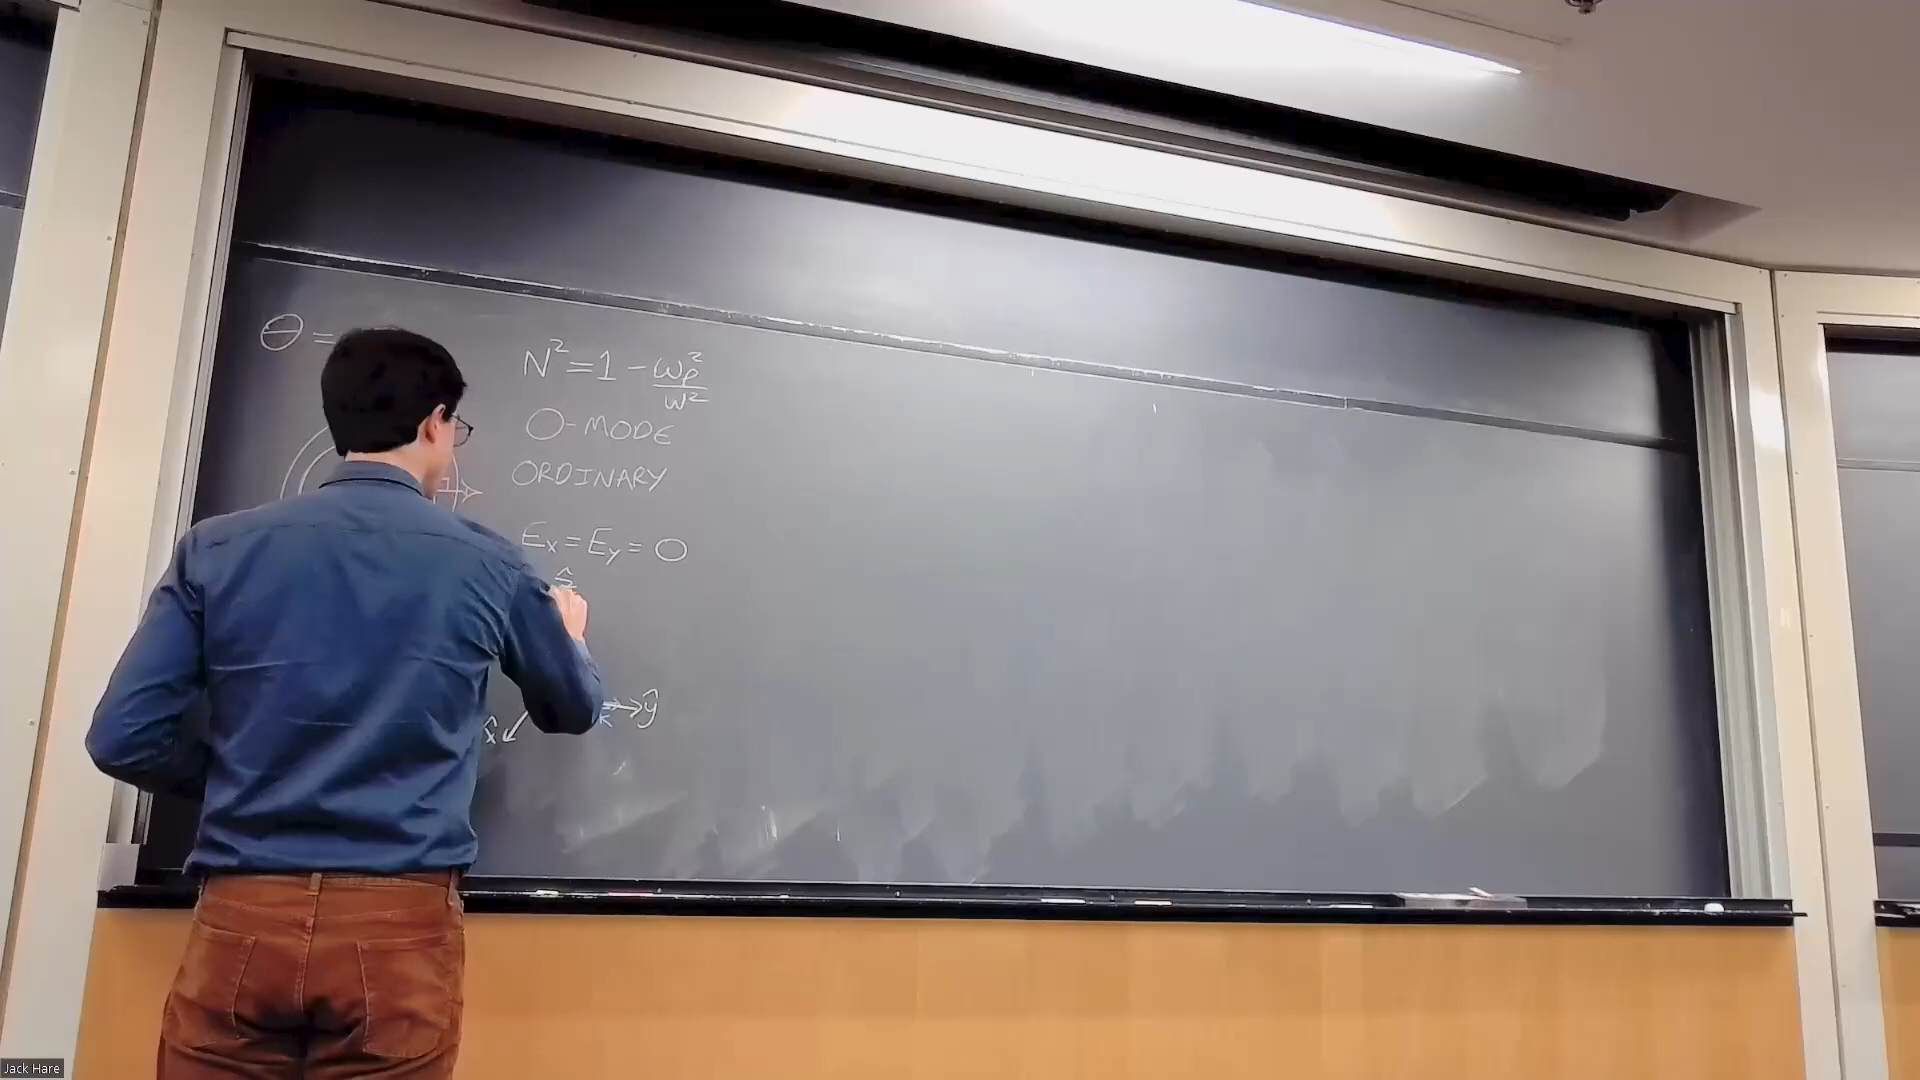 Θ =
N² = 1 - ωp²/ω²
O-MODE
ORDINARY
Ex = Ey = 0
k
ŷ
x̂
Jack Hare